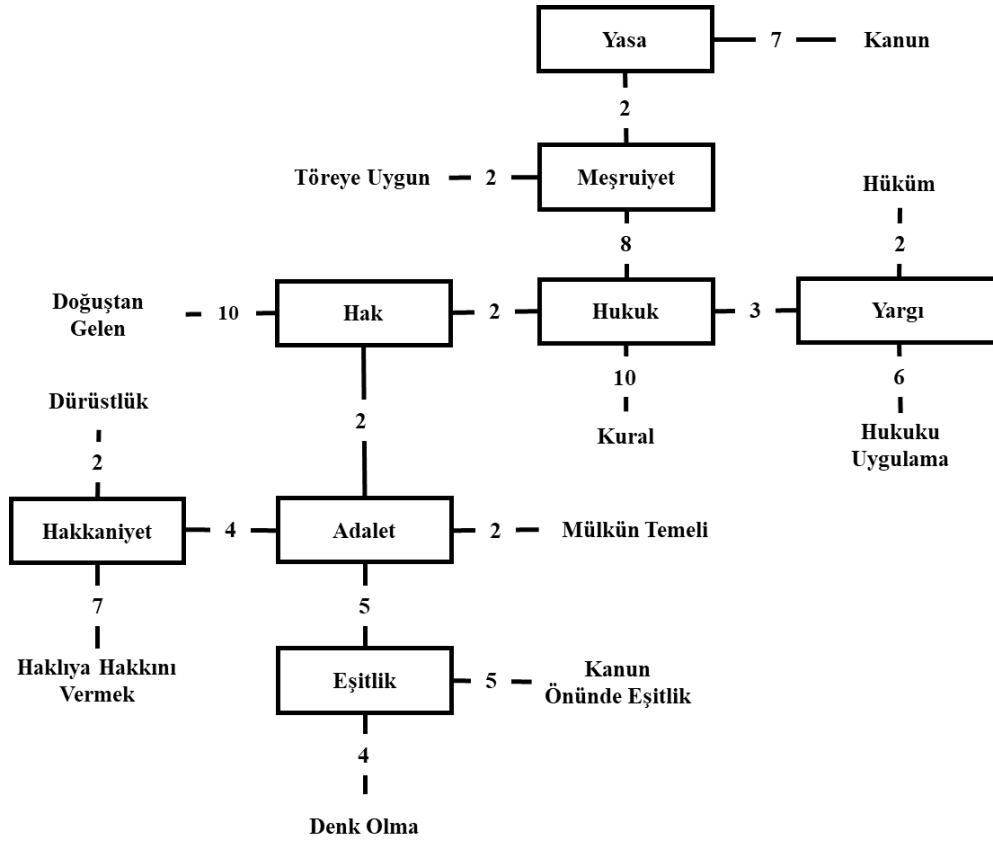 Yasa
7
Kanun
2
Töreye Uygun
2
Meşruiyet
Hüküm
8
2
Doğuştan
Gelen
10
Hak
2
Hukuk
3
Yargı
10
6
Dürüstlük
2
Kural
Hukuku
Uygulama
2
Hakkaniyet
4
Adalet
2
Mülkün Temeli
7
5
Haklıya Hakkını
Vermek
Eşitlik
5
Kanun
Önünde Eşitlik
4
Denk Olma